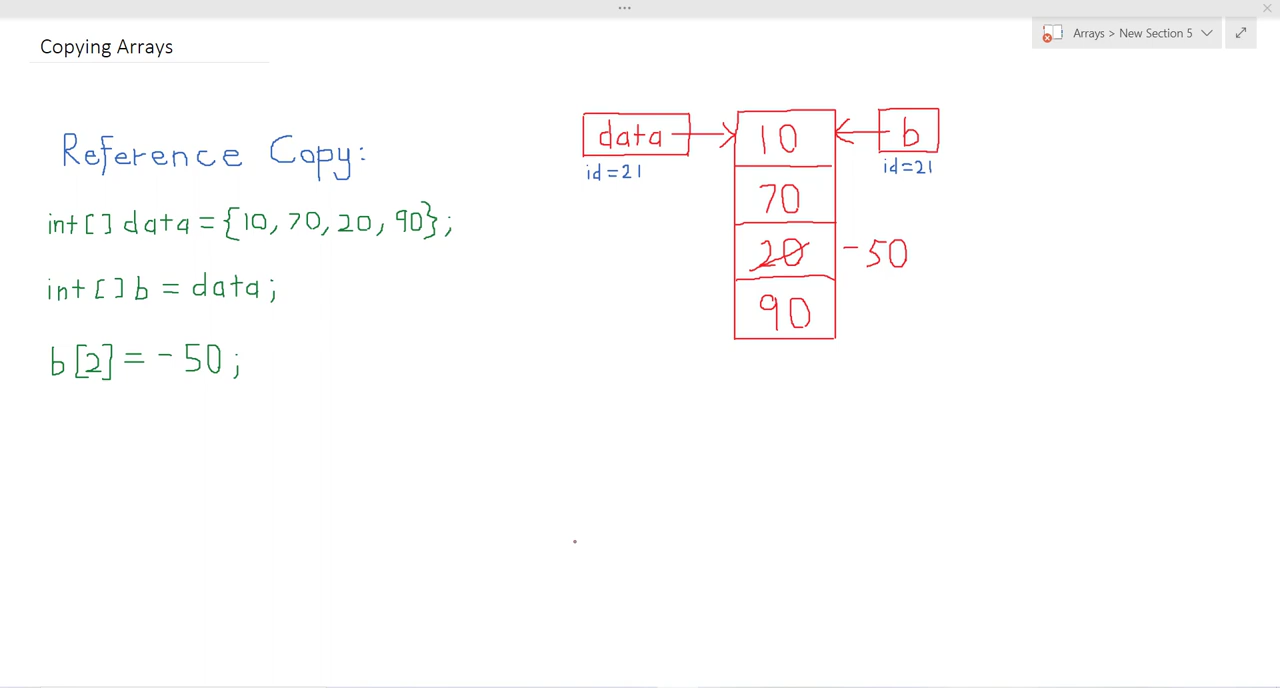 Arrays > New Section 5
Copying Arrays
Reference Copy:
int[] data = {10, 70, 20, 90};
int[] b = data;
b[2] = -50;
data
id=21
10
b
id=21
70
20 -50
90